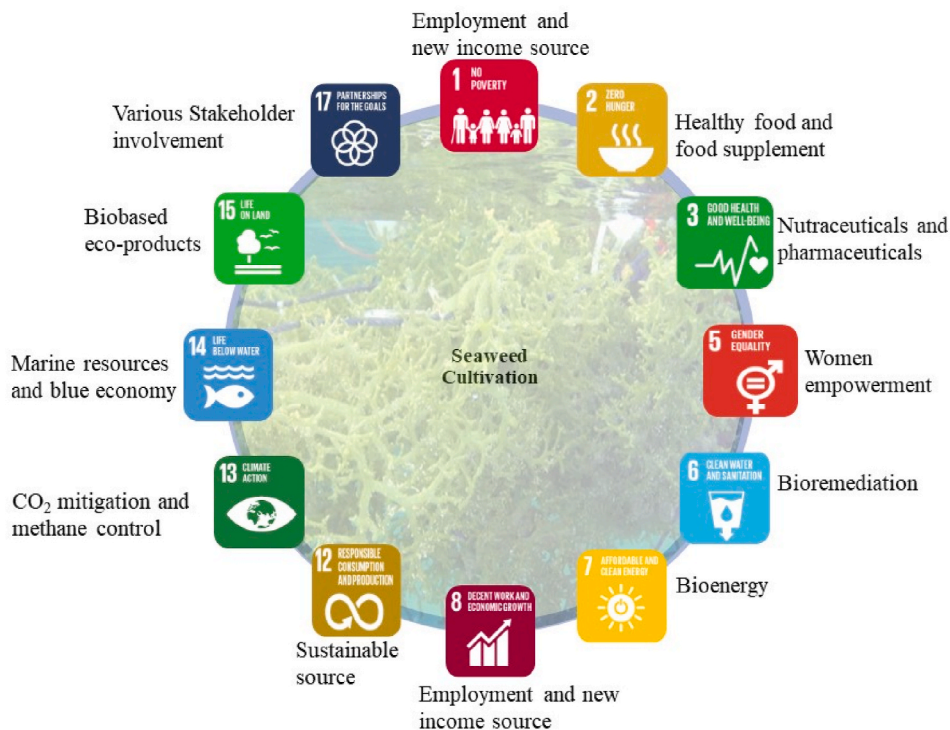 Employment and
new income source
1 NO
POVERTY
2 ZERO
HUNGER
Healthy food and
food supplement
3 GOOD HEALTH
AND WELL-BEING
Nutraceuticals and
pharmaceuticals
5 GENDER
EQUALITY
Women
empowerment
6 CLEAN WATER
AND SANITATION
Bioremediation
7 AFFORDABLE AND
CLEAN ENERGY
Bioenergy
8 DECENT WORK AND
ECONOMIC GROWTH
Employment and new
income source
12 RESPONSIBLE
CONSUMPTION
AND PRODUCTION
Sustainable
source
13 CLIMATE
ACTION
CO₂ mitigation and
methane control
14 LIFE
BELOW WATER
Marine resources
and blue economy
15 LIFE
ON LAND
Biobased
eco-products
17 PARTNERSHIPS
FOR THE GOALS
Various Stakeholder
involvement
Seaweed
Cultivation